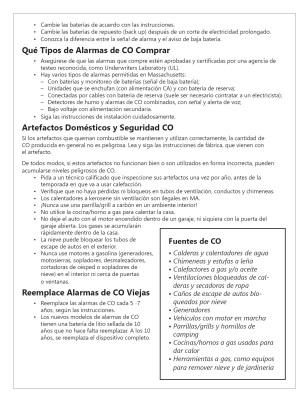 • Cambie las baterías de acuerdo con las instrucciones.
• Cambie las baterías de repuesto (back up) después de un corte de electricidad prolongado.
• Conozca la diferencia entre la señal de alarma y el aviso de baja batería.
Qué Tipos de Alarmas de CO Comprar
• Asegúrese de que las alarmas que compre estén aprobadas y certificadas por una agencia de
testeo reconocida, como Underwriters Laboratory (UL).
• Hay varios tipos de alarmas permitidas en Massachusetts:
– Con baterías y monitoreo de baterías (señal de baja batería);
– Unidades que se enchufan (con alimentación CA) y con batería de reserva;
– Conectadas por cables con batería de reserva (suele ser necesario contratar a un electricista);
– Detectores de humo y alarmas de CO combinados, con señal y alerta de voz;
– Bajo voltage con alimentación secundaria.
• Siga las instrucciones de instalación cuidadosamente.
Artefactos Domésticos y Seguridad CO
Si los artefactos que queman combustible se mantienen y utilizan correctamente, la cantidad de
CO producida en general no es peligrosa. Lea y siga las instrucciones de fábrica, que vienen con
el artefacto.
De todos modos, si estos artefactos no funcionan bien o son utilizados en forma incorrecta, pueden
acumularse niveles peligrosos de CO.
• Pida a un técnico calificado que inspeccione sus artefactos una vez por año, antes de la
temporada en que va a usar calefacción.
• Verifique que no haya pérdidas ni bloqueos en tubos de ventilación, conductos y chimeneas.
• Los calentadores a kerosene sin ventilación son ilegales en MA.
• ¡Nunca use una parrilla/grill a carbón en un ambiente interior!
• No utilice la cocina/horno a gas para calentar la casa.
• No deje el auto con el motor encendido dentro de un garaje, ni siquiera con la puerta del
garaje abierta. Los gases se acumularán
rápidamente dentro de la casa.
• La nieve puede bloquear los tubos de
escape de autos en el exterior.
• Nunca use motores a gasolina (generadores,
motosierras, sopladores, desmalezadores,
cortadoras de césped o sopladores de
nieve) en el interior ni cerca de puertas
o ventanas.
Reemplace Alarmas de CO Viejas
• Reemplace las alarmas de CO cada 5 -7
años, según las instrucciones.
• Los nuevos modelos de alarmas de CO
tienen una batería de litio sellada de 10
años que no hace falta reemplazar. A los 10
años, se reemplaza el dispositivo completo.
Fuentes de CO
• Calderas y calentadores de agua
• Chimeneas y estufas a leña
• Calefactores a gas y/o aceite
• Ventilaciones bloqueadas de cal-
deras y secadoras de ropa
• Caños de escape de autos blo-
queados por nieve
• Generadores
• Vehículos con motor en marcha
• Parrillas/grills y hornillos de
camping
• Cocinas/hornos a gas usados para
dar calor
• Herramientas a gas, como equipos
para remover nieve y de jardinería